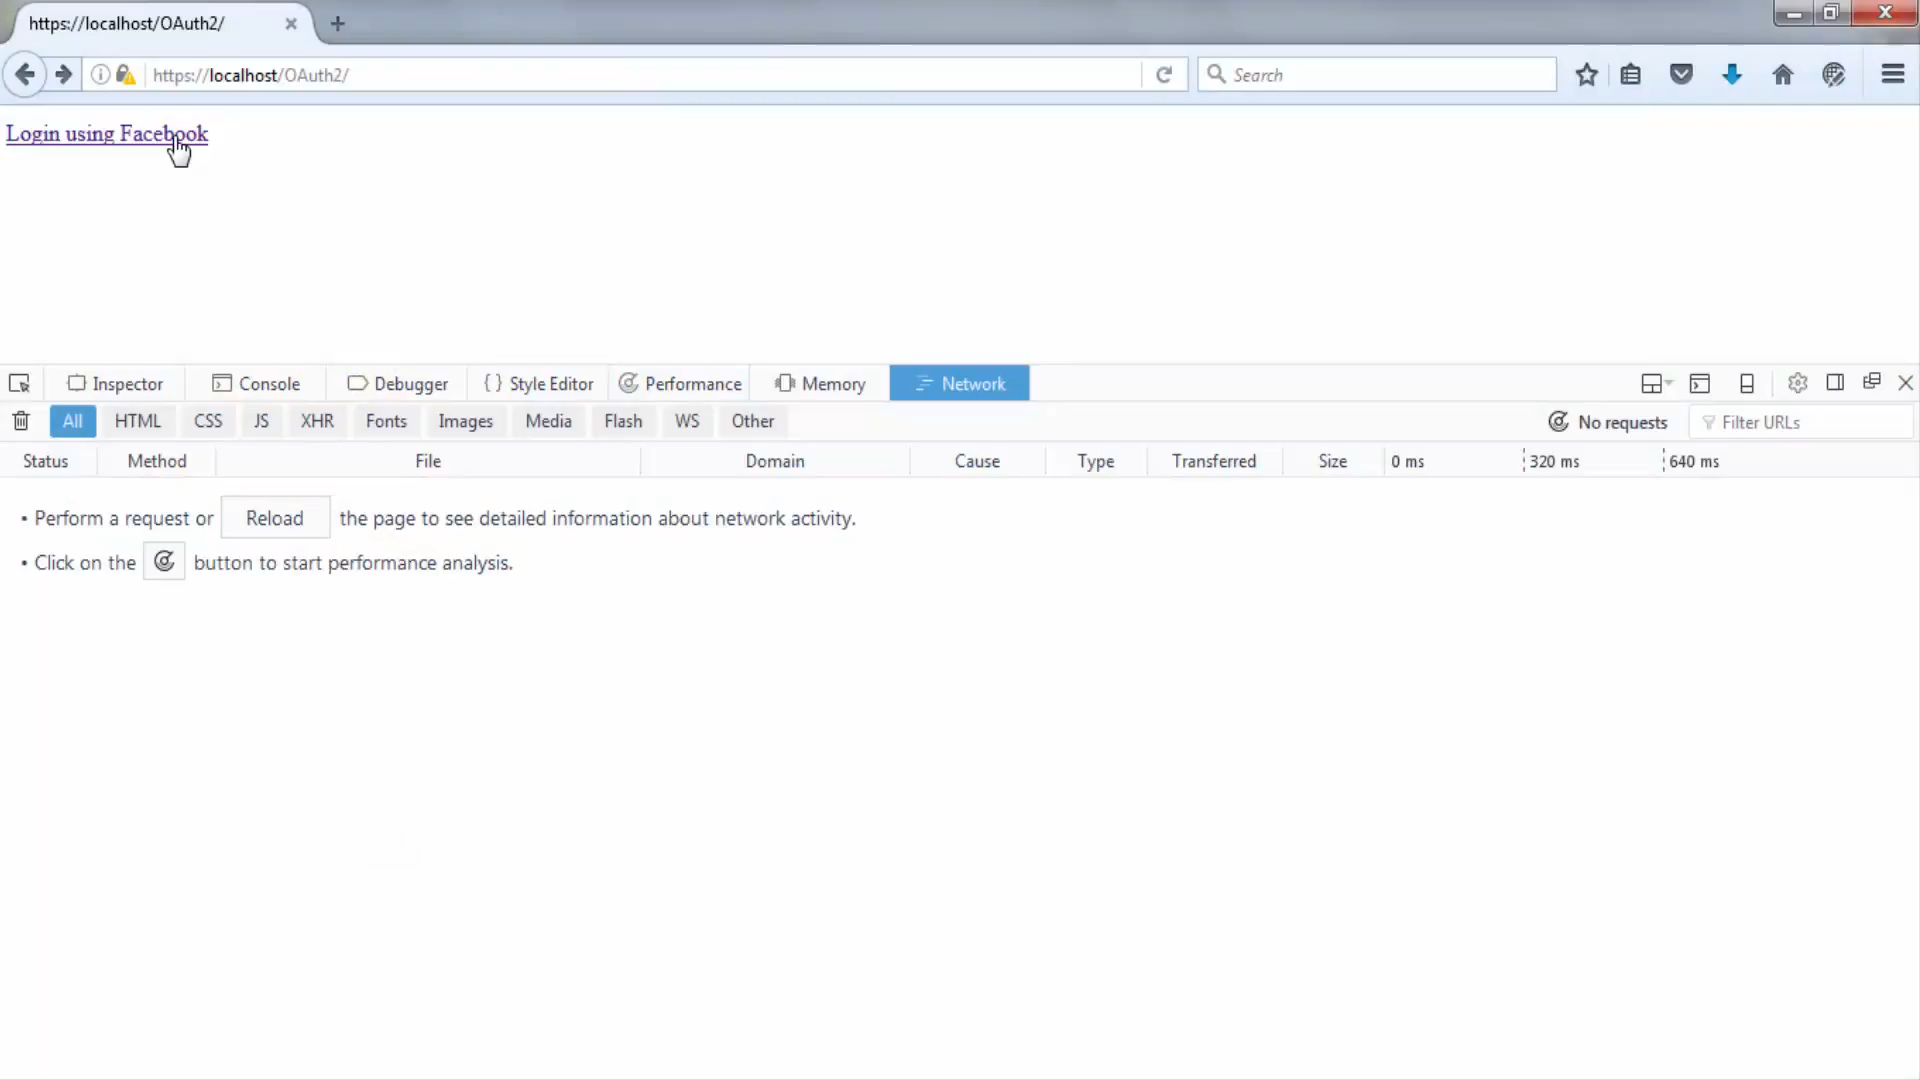 https://localhost/OAuth2/
https://localhost/OAuth2/ Search
Login using Facebook
Inspector Console Debugger { } Style Editor Performance Memory Network
All HTML CSS JS XHR Fonts Images Media Flash WS Other No requests Filter URLs
Status Method File Domain Cause Type Transferred Size 0 ms 320 ms 640 ms
• Perform a request or Reload the page to see detailed information about network activity.
• Click on the button to start performance analysis.